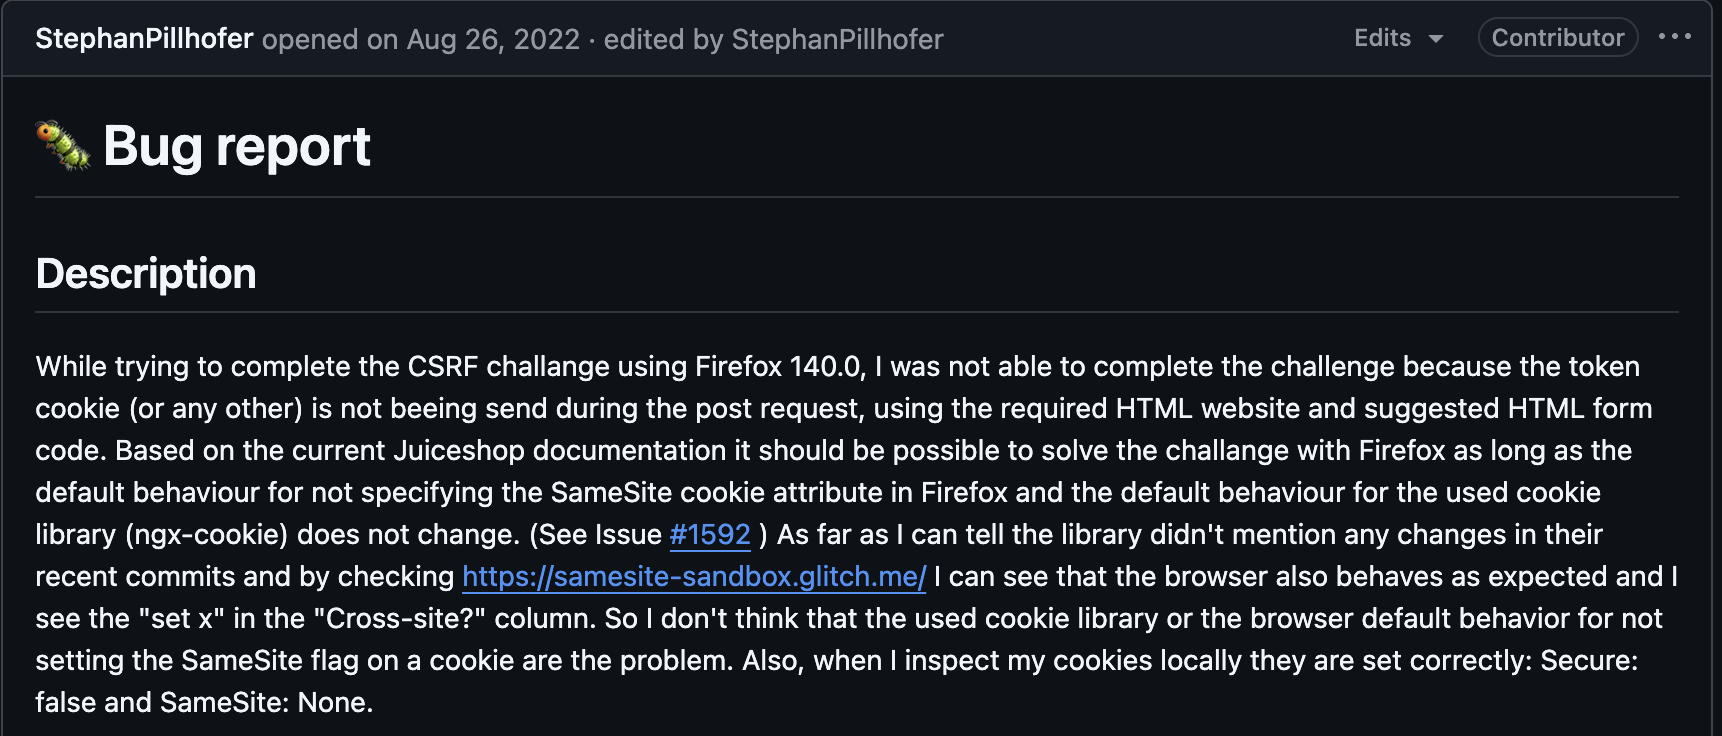 StephanPillhofer opened on Aug 26, 2022 · edited by StephanPillhofer Edits Contributor
Bug report
Description
While trying to complete the CSRF challange using Firefox 140.0, I was not able to complete the challenge because the token
cookie (or any other) is not beeing send during the post request, using the required HTML website and suggested HTML form
code. Based on the current Juiceshop documentation it should be possible to solve the challange with Firefox as long as the
default behaviour for not specifying the SameSite cookie attribute in Firefox and the default behaviour for the used cookie
library (ngx-cookie) does not change. (See Issue #1592 ) As far as I can tell the library didn't mention any changes in their
recent commits and by checking https://samesite-sandbox.glitch.me/ I can see that the browser also behaves as expected and I
see the "set x" in the "Cross-site?" column. So I don't think that the used cookie library or the browser default behavior for not
setting the SameSite flag on a cookie are the problem. Also, when I inspect my cookies locally they are set correctly: Secure:
false and SameSite: None.